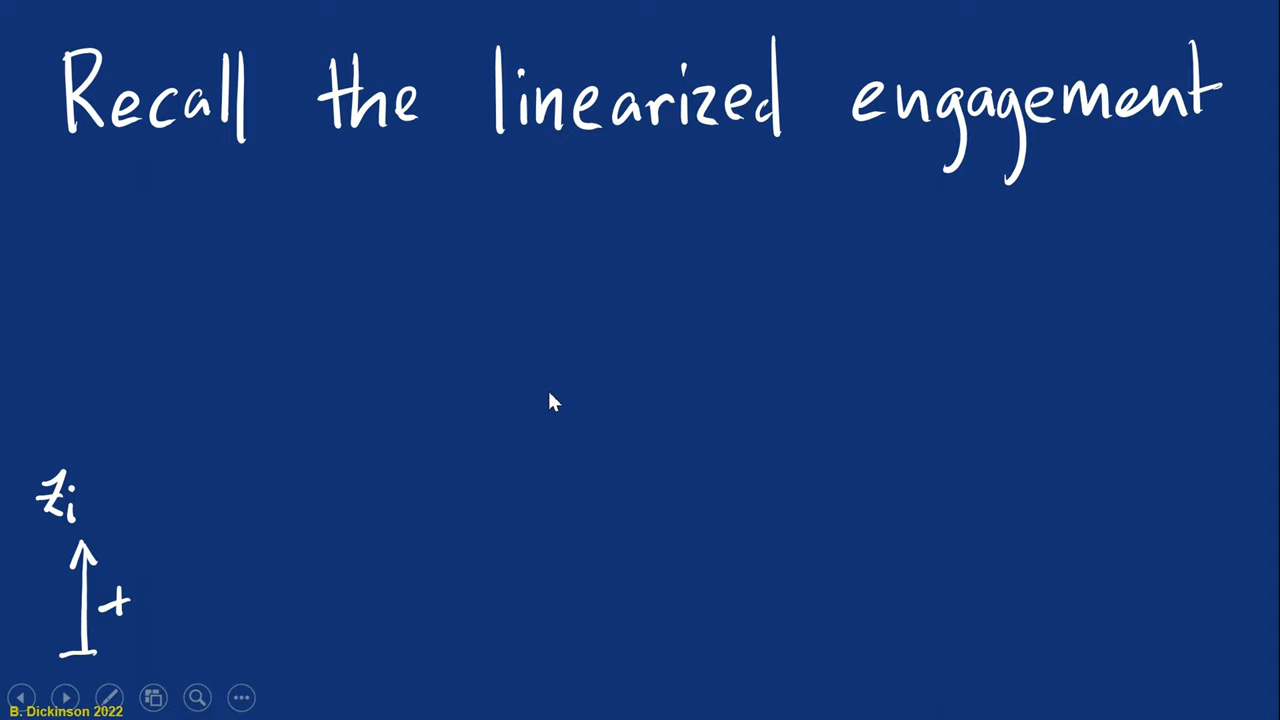 Recall the linearized engagement
Zi
+
B. Dickinson 2022